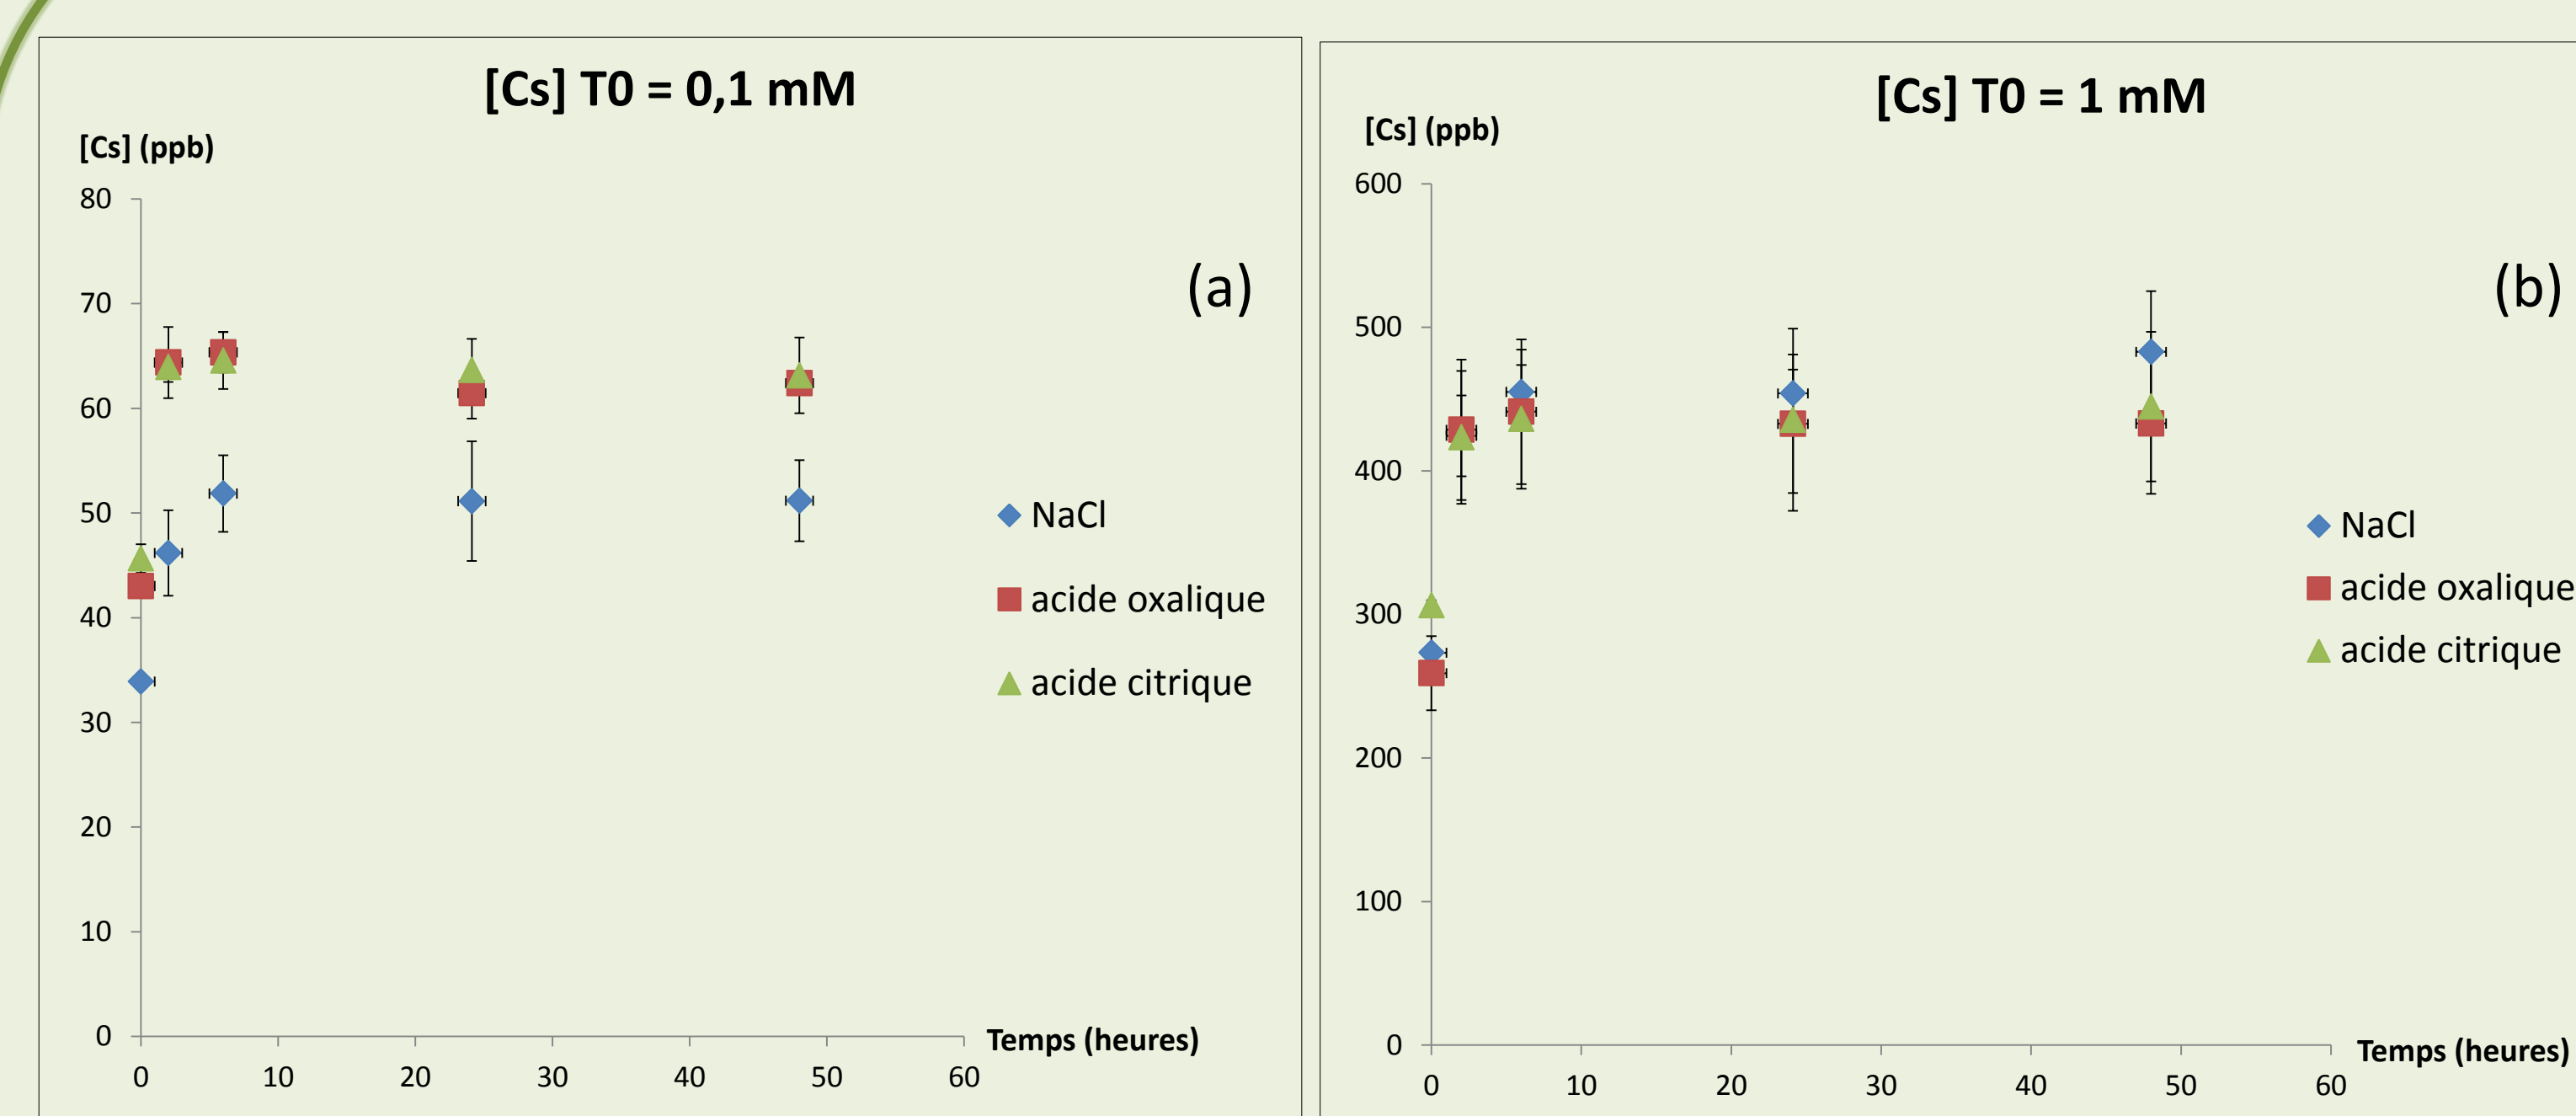 [Cs] T0 = 0,1 mM
[Cs] (ppb)
80
70
60
50
40
30
20
10
0
0 10 20 30 40 50 60
Temps (heures)
(a)
NaCl
acide oxalique
acide citrique
[Cs] T0 = 1 mM
[Cs] (ppb)
600
500
400
300
200
100
0
0 10 20 30 40 50 60
Temps (heures)
(b)
NaCl
acide oxalique
acide citrique